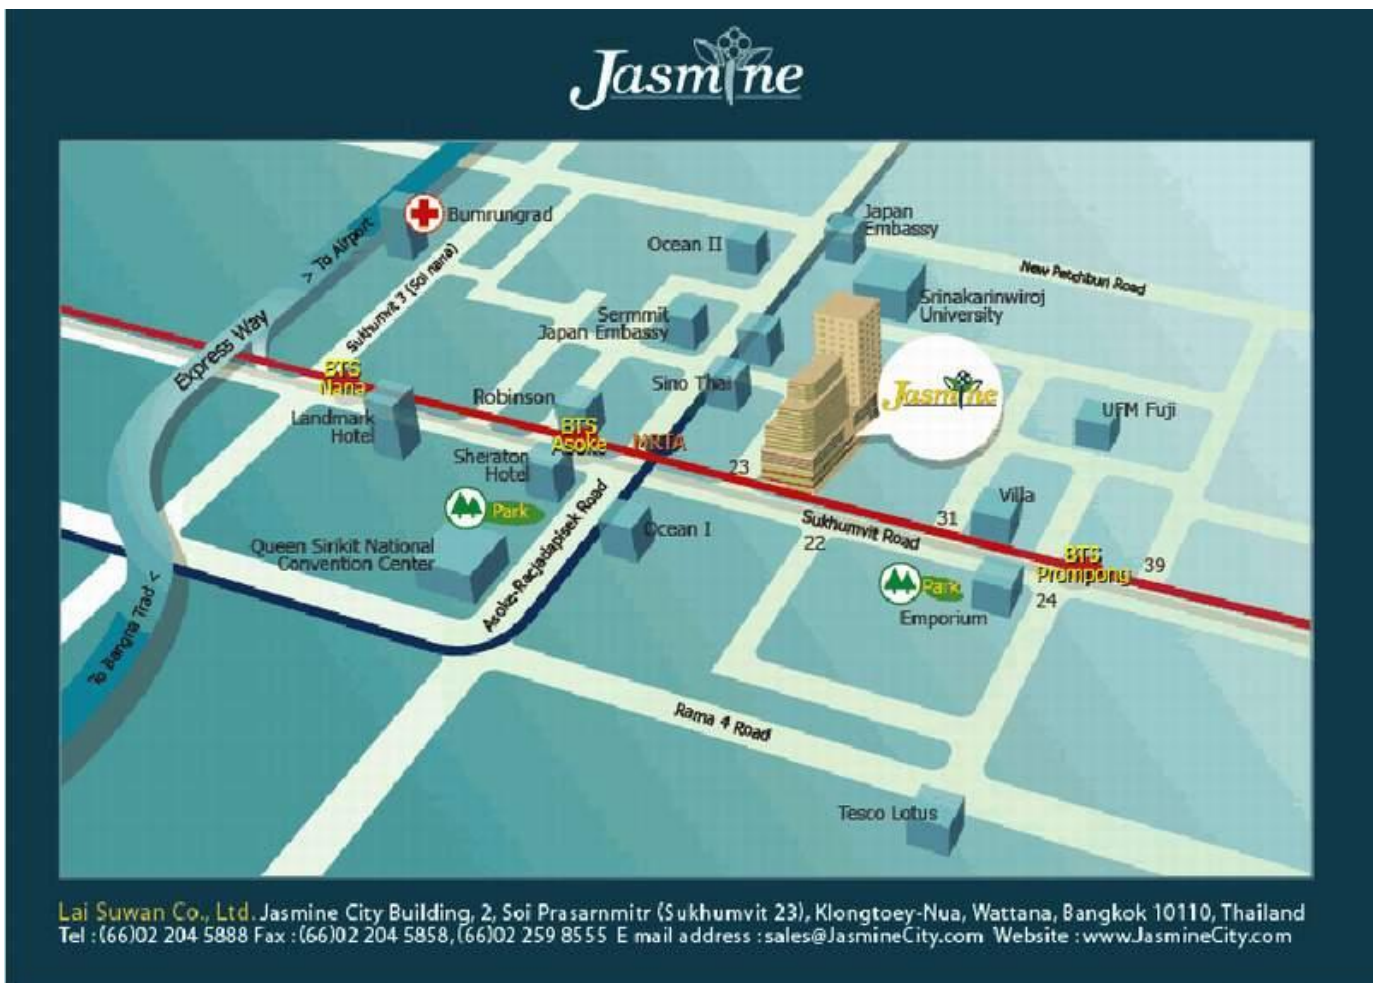 Jasmine
Bumrungrad
Japan
Embassy
Ocean II
> To Airport
Sukhumvit 3 (Soi nana)
New Petchburi Road
Srinakarinwiroj
University
Sermmit
Japan Embassy
Express Way
BTS
Nana
Sino Thai
Jasmine
Robinson
Landmark
Hotel
UFM Fuji
BTS
Asoke
MRTA
Sheraton
Hotel
23
Villa
Park
Asoke-Racjadapisek Road
Ocean I
31
Sukhumvit Road
22
Queen Sirikit National
Convention Center
BTS
Prompong
39
Park
24
Emporium
To Bangna Trad <
Rama 4 Road
Tesco Lotus
Lai Suwan Co., Ltd. Jasmine City Building, 2, Soi Prasarnmitr (Sukhumvit 23), Klongtoey-Nua, Wattana, Bangkok 10110, Thailand
Tel : (66)02 204 5888 Fax : (66)02 204 5858, (66)02 259 8555 E mail address : sales@JasmineCity.com Website : www.JasmineCity.com